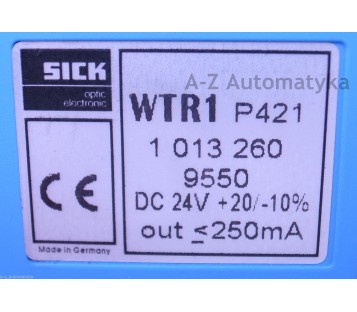 SICK
optic
electronic
A-Z Automatyka
WTR1 P421
1 013 260
9550
DC 24V +20/-10%
out ≤250mA
CE
Made in Germany
A-Z AUTOMATYKA